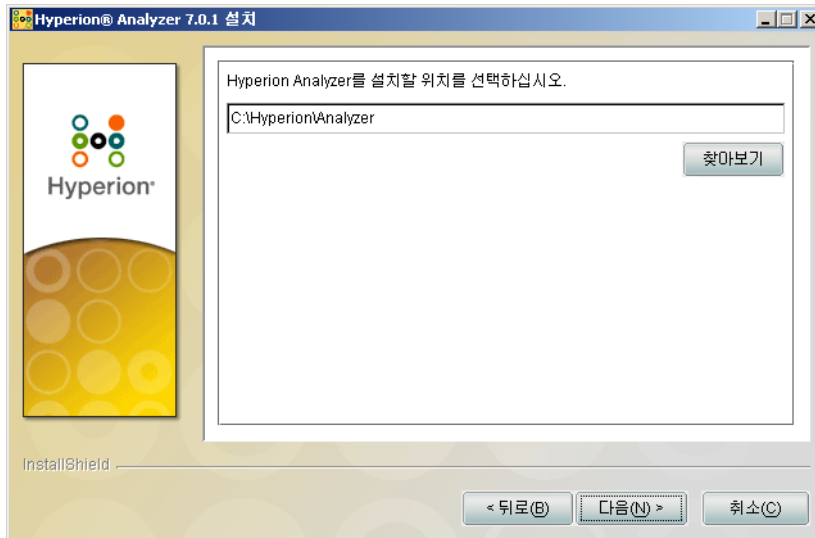 Hyperion® Analyzer 7.0.1 설치
Hyperion Analyzer를 설치할 위치를 선택하십시오.
C:\Hyperion\Analyzer
찾아보기
Hyperion·
InstallShield
< 뒤로(B)
다음(N) >
취소(C)